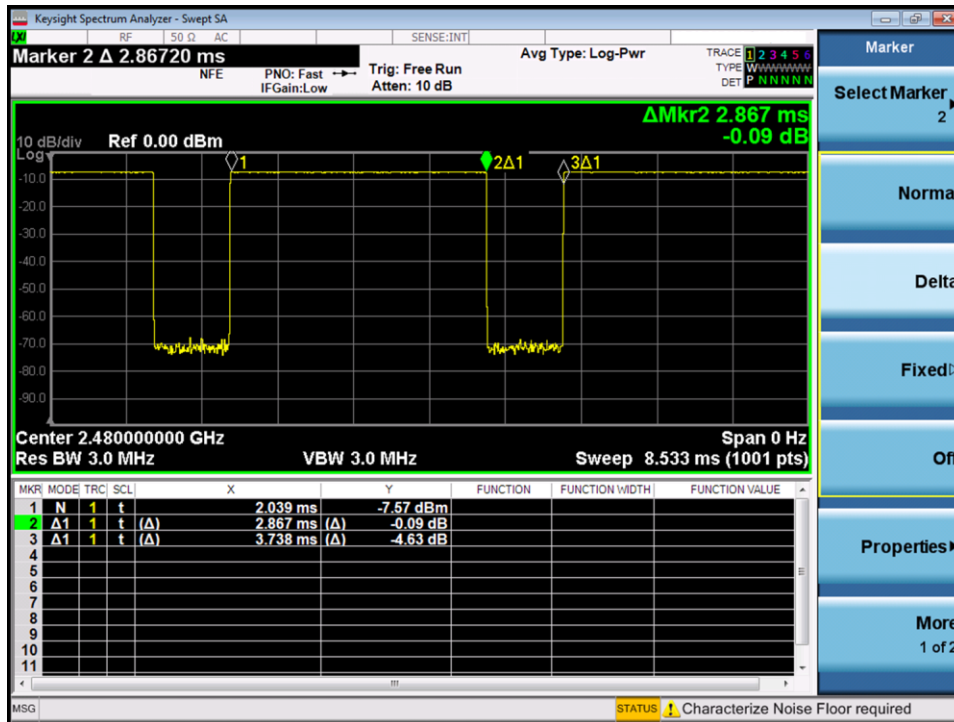 Keysight Spectrum Analyzer - Swept SA
LXI RF 50 Ω AC SENSE:INT
Marker 2 Δ 2.86720 ms
NFE
PNO: Fast
IFGain:Low
Trig: Free Run
Atten: 10 dB
Avg Type: Log-Pwr
TRACE 1 2 3 4 5 6
TYPE WWWWWW
DET P N N N N N
ΔMkr2 2.867 ms
-0.09 dB
10 dB/div Ref 0.00 dBm
Log
1 2Δ1 3Δ1
-10.0
-20.0
-30.0
-40.0
-50.0
-60.0
-70.0
-80.0
-90.0
Center 2.480000000 GHz Span 0 Hz
Res BW 3.0 MHz VBW 3.0 MHz Sweep 8.533 ms (1001 pts)
MKR MODE TRC SCL X Y FUNCTION FUNCTION WIDTH FUNCTION VALUE
1 N 1 t 2.039 ms -7.57 dBm
2 Δ1 1 t (Δ) 2.867 ms (Δ) -0.09 dB
3 Δ1 1 t (Δ) 3.738 ms (Δ) -4.63 dB
4
5
6
7
8
9
10
11
MSG STATUS Characterize Noise Floor required
Marker
Select Marker
2
Norma
Delta
Fixed
Off
Properties
More
1 of 2